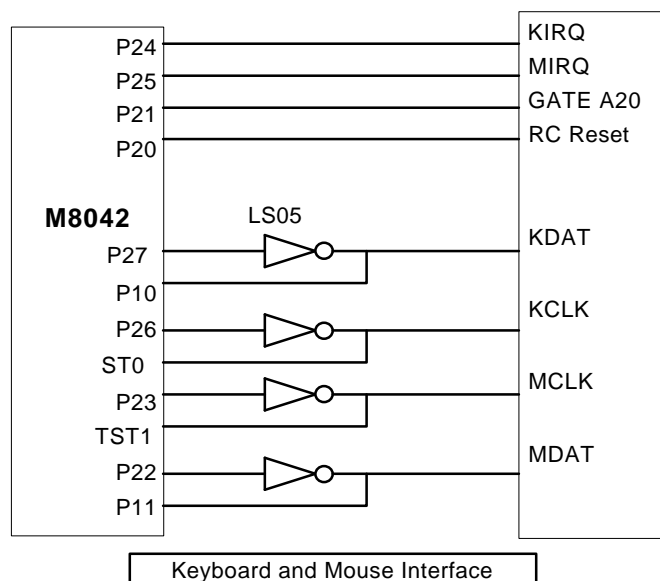 P24
KIRQ
P25
MIRQ
P21
GATE A20
P20
RC Reset
M8042
LS05
P27
KDAT
P10
P26
KCLK
ST0
P23
MCLK
TST1
P22
MDAT
P11
Keyboard and Mouse Interface